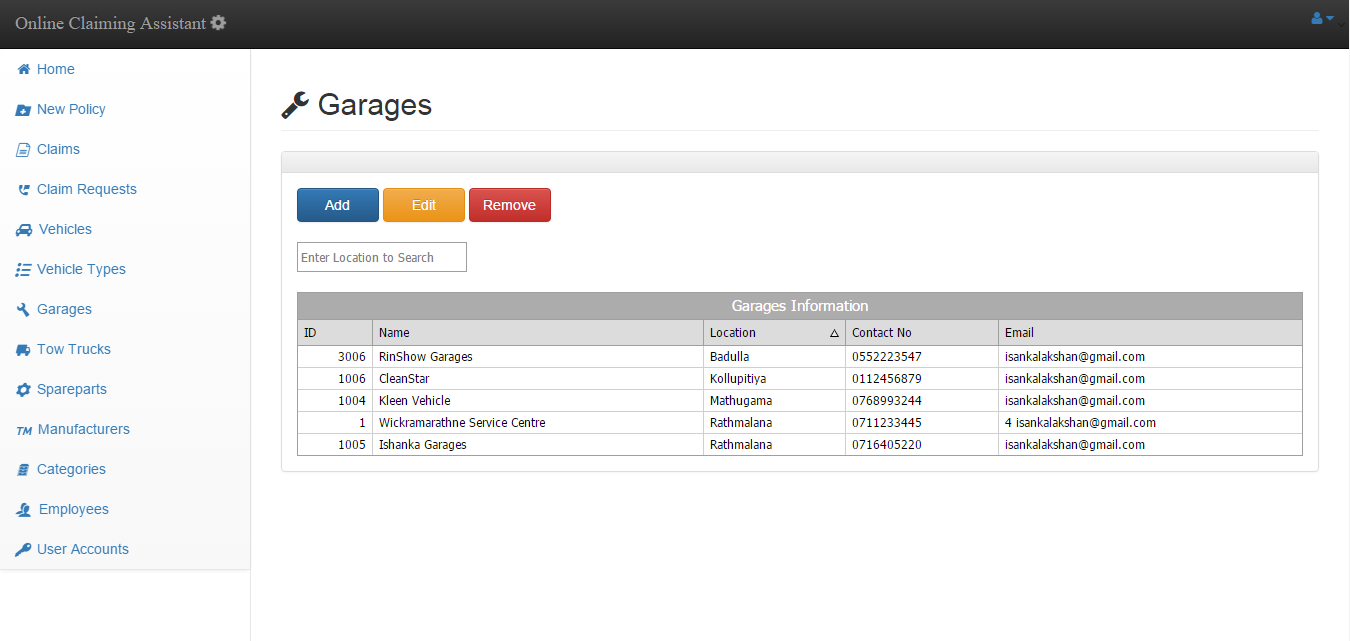 Online Claiming Assistant
Home
New Policy
Claims
Claim Requests
Vehicles
Vehicle Types
Garages
Tow Trucks
Spareparts
TM Manufacturers
Categories
Employees
User Accounts
Garages
Add Edit Remove
Enter Location to Search
Garages Information
ID Name Location Contact No Email
3006 RinShow Garages Badulla 0552223547 isankalakshan@gmail.com
1006 CleanStar Kollupitiya 0112456879 isankalakshan@gmail.com
1004 Kleen Vehicle Mathugama 0768993244 isankalakshan@gmail.com
1 Wickramarathne Service Centre Rathmalana 0711233445 4 isankalakshan@gmail.com
1005 Ishanka Garages Rathmalana 0716405220 isankalakshan@gmail.com